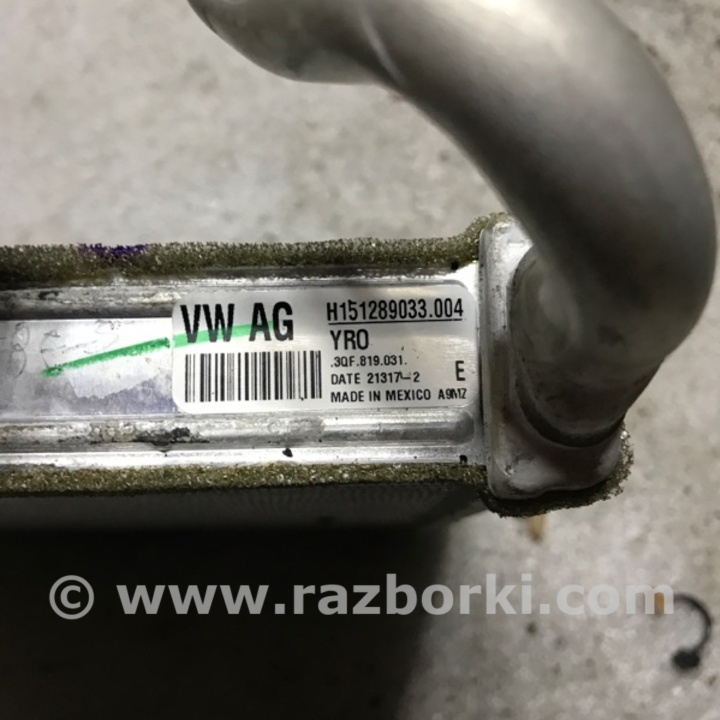 VW AG
H151289033.004
YRO
.3QF.819.031.
DATE 21317-2 E
MADE IN MEXICO
© www.razborki.com